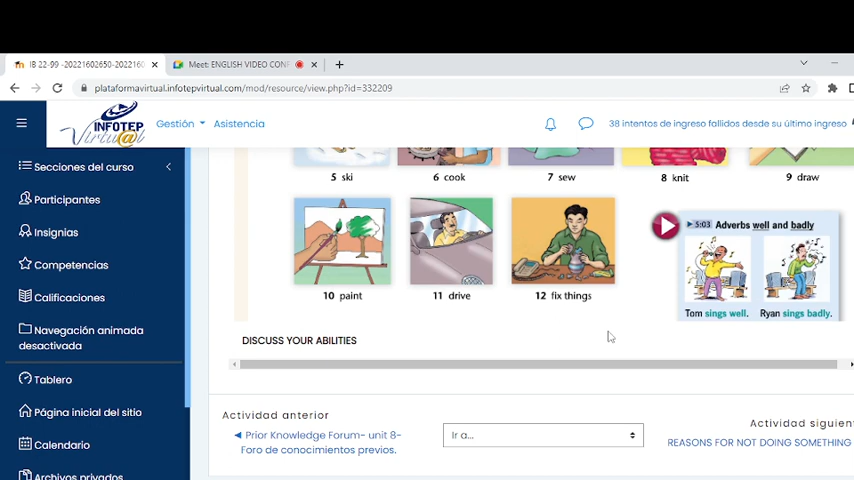 IB 22-99 -20221602650-2022160
Meet: ENGLISH VIDEO CONF
plataformavirtual.infotepvirtual.com/mod/resource/view.php?id=332209
INFOTEP
Virtu@l
Gestión
Asistencia
38 intentos de ingreso fallidos desde su último ingreso
Secciones del curso
Participantes
Insignias
Competencias
Calificaciones
Navegación animada
desactivada
Tablero
Página inicial del sitio
Calendario
Archivos privados
5 ski
6 cook
7 sew
8 knit
9 draw
10 paint
11 drive
12 fix things
5:03 Adverbs well and badly
Tom sings well.
Ryan sings badly.
DISCUSS YOUR ABILITIES
Actividad anterior
◀ Prior Knowledge Forum- unit 8-
Foro de conocimientos previos.
Ir a...
Actividad siguien
REASONS FOR NOT DOING SOMETHING